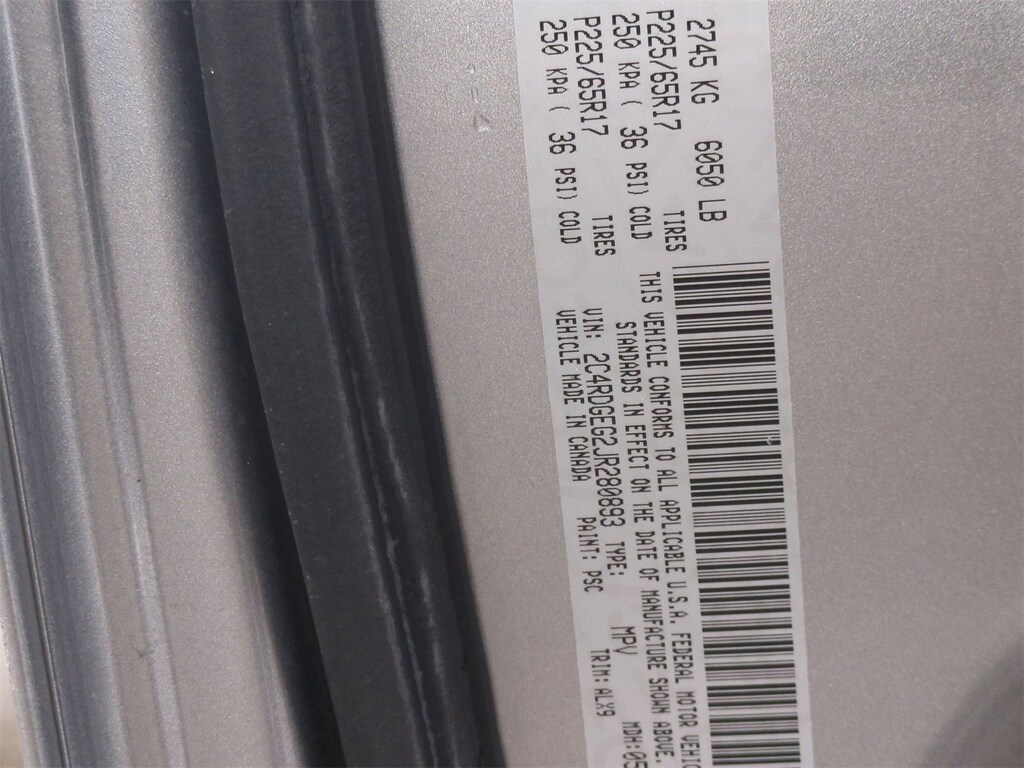 2745 KG 6050 LB
P225/65R17 TIRES
250 KPA ( 36 PSI) COLD
P225/65R17 TIRES
250 KPA ( 36 PSI) COLD
THIS VEHICLE CONFORMS TO ALL APPLICABLE U.S.A. FEDERAL MOTOR VEHIC
STANDARDS IN EFFECT ON THE DATE OF MANUFACTURE SHOWN ABOVE.
VIN: 2C4RDGEG2JR280893 TYPE: MPV MDH:05
VEHICLE MADE IN CANADA PAINT: PSC TRIM: ALX9